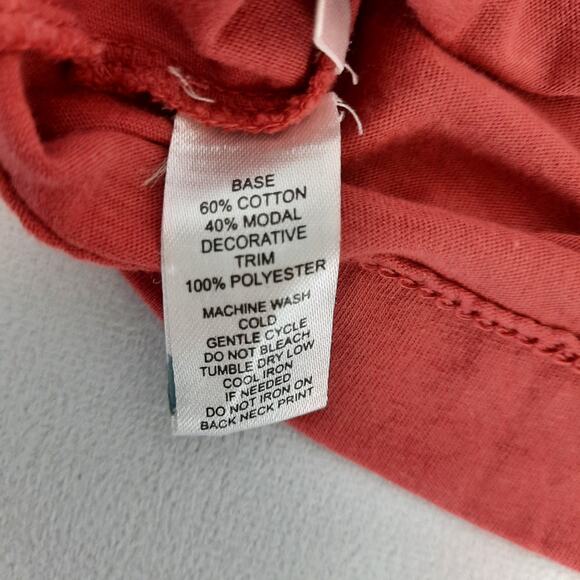 BASE
60% COTTON
40% MODAL
DECORATIVE
TRIM
100% POLYESTER
MACHINE WASH
COLD
GENTLE CYCLE
DO NOT BLEACH
TUMBLE DRY LOW
COOL IRON
IF NEEDED
DO NOT IRON ON
BACK NECK PRINT